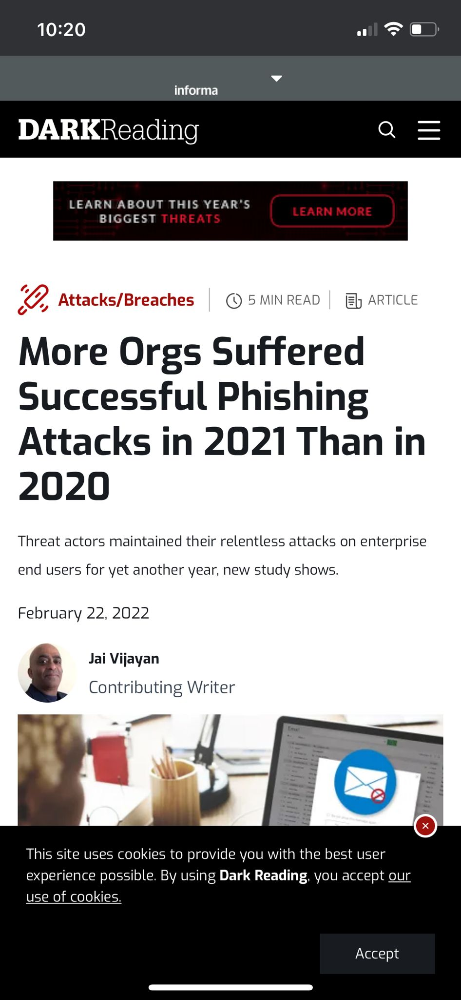 10:20
informa
DARKReading
LEARN ABOUT THIS YEAR'S
BIGGEST THREATS
LEARN MORE
Attacks/Breaches
5 MIN READ
ARTICLE
More Orgs Suffered
Successful Phishing
Attacks in 2021 Than in
2020
Threat actors maintained their relentless attacks on enterprise
end users for yet another year, new study shows.
February 22, 2022
Jai Vijayan
Contributing Writer
Email
This site uses cookies to provide you with the best user
experience possible. By using Dark Reading, you accept our
use of cookies.
Accept